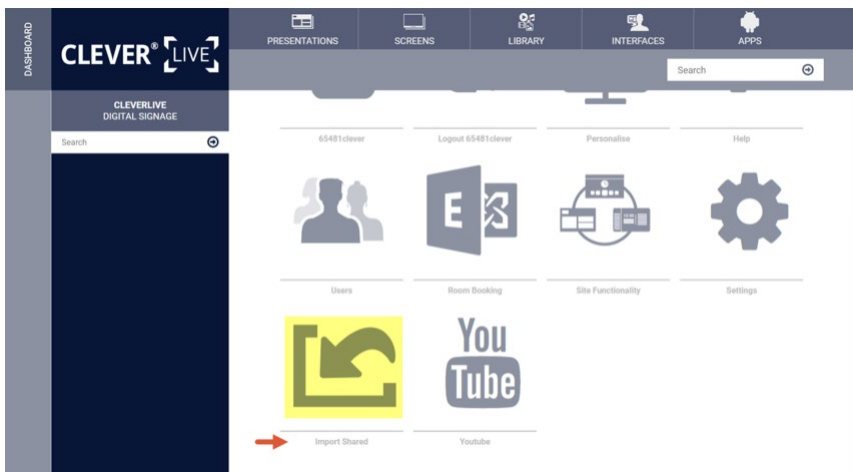 DASHBOARD
CLEVER® LIVE
PRESENTATIONS
SCREENS
LIBRARY
INTERFACES
APPS
Search
CLEVERLIVE
DIGITAL SIGNAGE
Search
65481clever
Logout 65481clever
Personalise
Help
E
Users
Room Booking
Site Functionality
Settings
You
Tube
Import Shared
Youtube